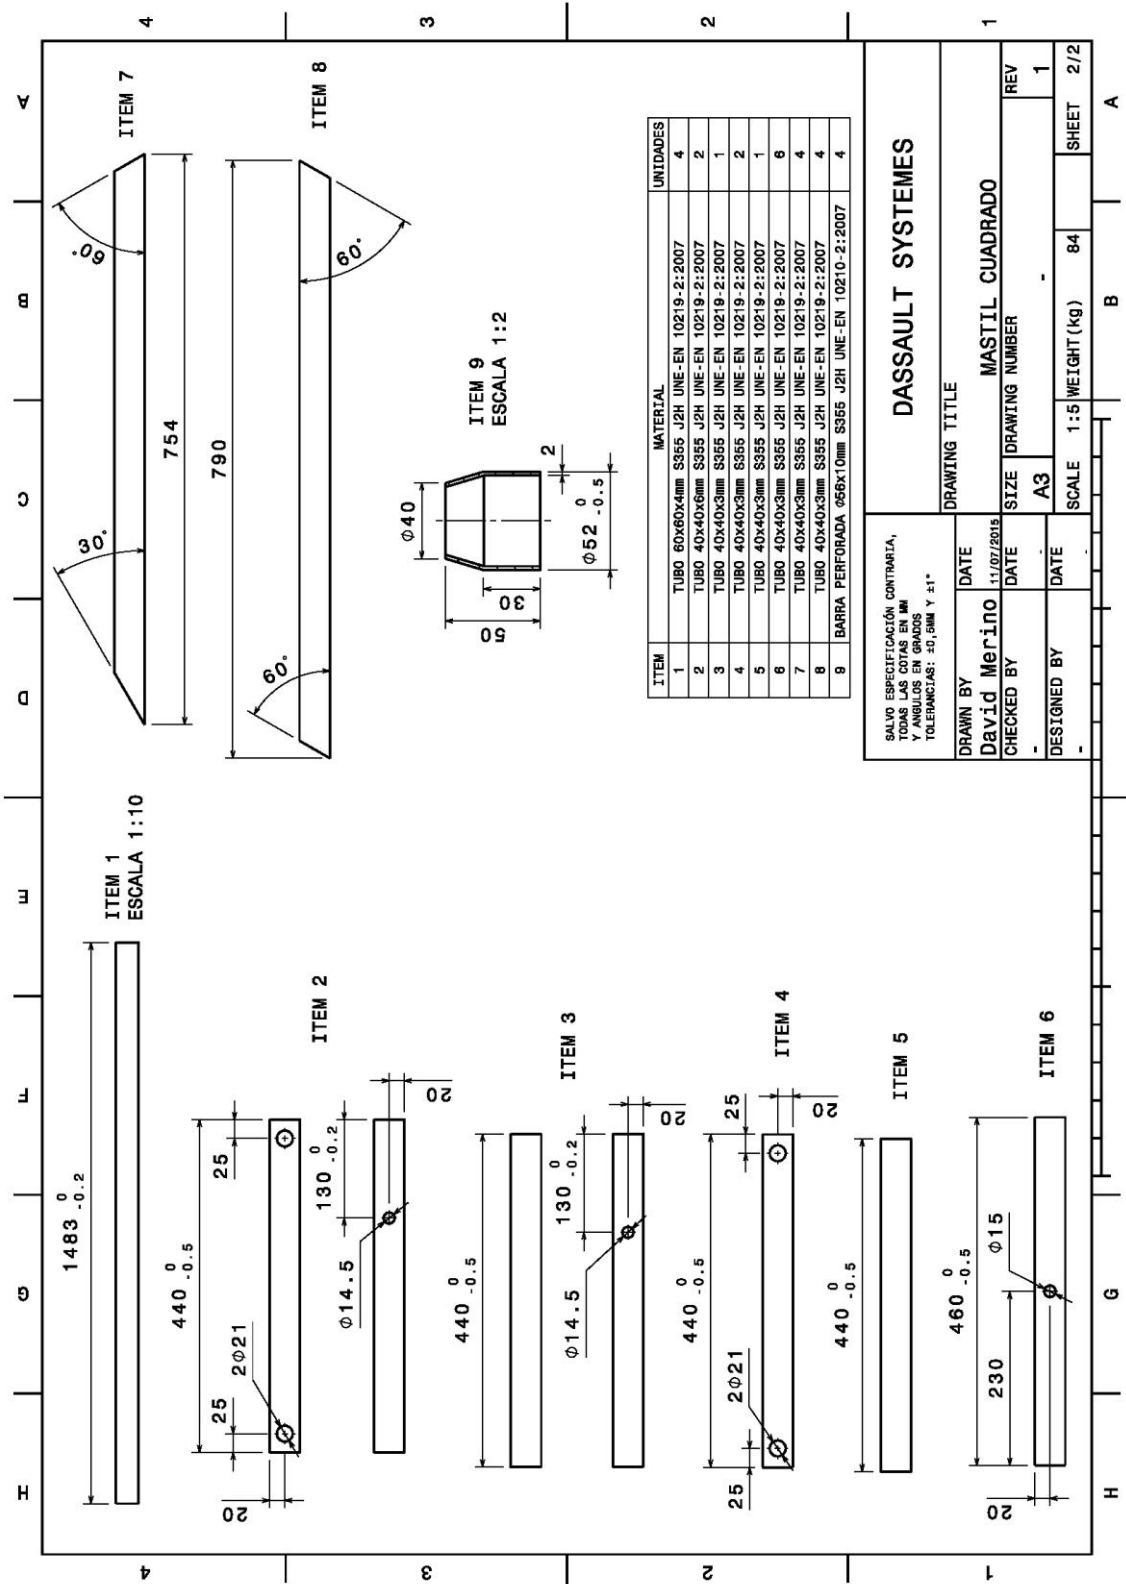 H
G
F
E
D
C
B
A
4
4
3
3
2
2
1
1
H
G
B
A
1483 0 -0.2
ITEM 1
ESCALA 1:10
440 0 -0.5
25
25
2Φ21
20
ITEM 2
130 0 -0.2
Φ14.5
20
440 0 -0.5
ITEM 3
130 0 -0.2
Φ14.5
20
440 0 -0.5
25
25
2Φ21
20
ITEM 4
440 0 -0.5
ITEM 5
460 0 -0.5
230
Φ15
20
ITEM 6
30°
60°
754
ITEM 7
790
60°
60°
ITEM 8
Φ40
50
30
2
Φ52 0 -0.5
ITEM 9
ESCALA 1:2
ITEM MATERIAL UNIDADES
1 TUBO 60x60x4mm S355 J2H UNE-EN 10219-2:2007 4
2 TUBO 40x40x6mm S355 J2H UNE-EN 10219-2:2007 2
3 TUBO 40x40x3mm S355 J2H UNE-EN 10219-2:2007 1
4 TUBO 40x40x3mm S355 J2H UNE-EN 10219-2:2007 2
5 TUBO 40x40x3mm S355 J2H UNE-EN 10219-2:2007 1
6 TUBO 40x40x3mm S355 J2H UNE-EN 10219-2:2007 6
7 TUBO 40x40x3mm S355 J2H UNE-EN 10219-2:2007 4
8 TUBO 40x40x3mm S355 J2H UNE-EN 10219-2:2007 4
9 BARRA PERFORADA Φ56x10mm S355 J2H UNE-EN 10210-2:2007 4
SALVO ESPECIFICACIÓN CONTRARIA,
TODAS LAS COTAS EN MM
Y ANGULOS EN GRADOS
TOLERANCIAS: ±0,5MM Y ±1°
DRAWN BY DATE
David Merino 11/07/2015
CHECKED BY DATE
- -
DESIGNED BY DATE
- -
DASSAULT SYSTEMES
DRAWING TITLE
MASTIL CUADRADO
SIZE DRAWING NUMBER REV
A3 - 1
SCALE 1:5 WEIGHT(kg) 84 SHEET 2/2